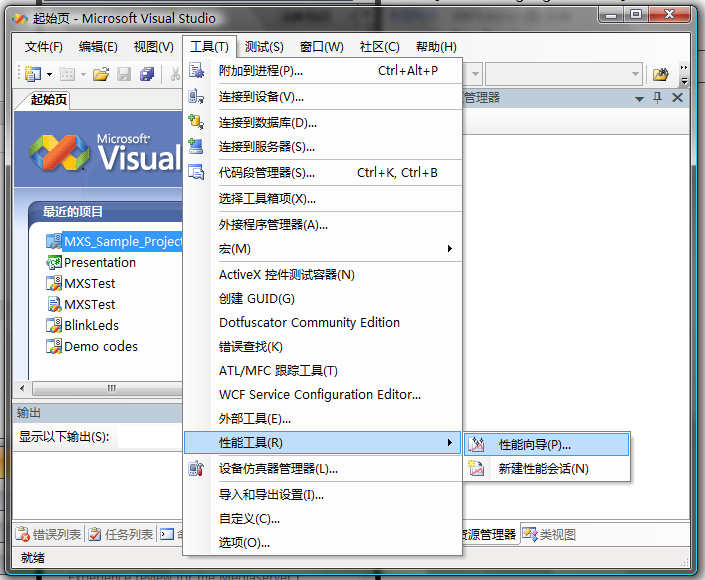 起始页 - Microsoft Visual Studio
文件(F) 编辑(E) 视图(V) 工具(T) 测试(S) 窗口(W) 社区(C) 帮助(H)
起始页
管理器
Microsoft®
Visual
最近的项目
MXS_Sample_Project
Presentation
MXSTest
MXSTest
BlinkLeds
Demo codes
附加到进程(P)... Ctrl+Alt+P
连接到设备(V)...
连接到数据库(D)...
连接到服务器(S)...
代码段管理器(S)... Ctrl+K, Ctrl+B
选择工具箱项(X)...
外接程序管理器(A)...
宏(M)
ActiveX 控件测试容器(N)
创建 GUID(G)
Dotfuscator Community Edition
错误查找(K)
ATL/MFC 跟踪工具(T)
WCF Service Configuration Editor...
外部工具(E)...
性能工具(R)
设备仿真器管理器(L)...
导入和导出设置(I)...
自定义(C)...
选项(O)...
性能向导(P)...
新建性能会话(N)
输出
显示以下输出(S):
错误列表 任务列表 资源管理器 类视图
就绪